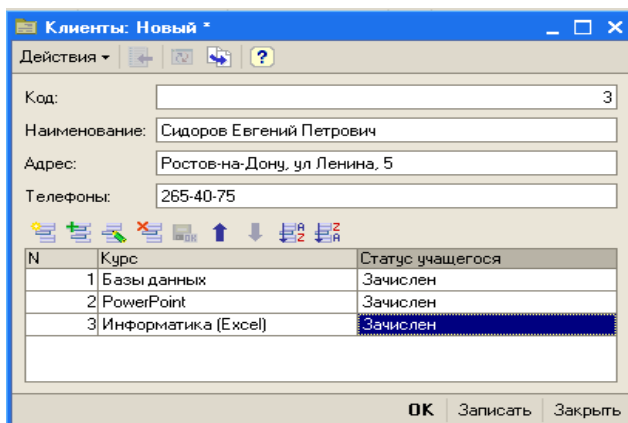 Клиенты: Новый *
Действия
Код: 3
Наименование: Сидоров Евгений Петрович
Адрес: Ростов-на-Дону, ул Ленина, 5
Телефоны: 265-40-75
N Курс Статус учащегося
1 Базы данных Зачислен
2 PowerPoint Зачислен
3 Информатика (Excel) Зачислен
OK Записать Закрыть